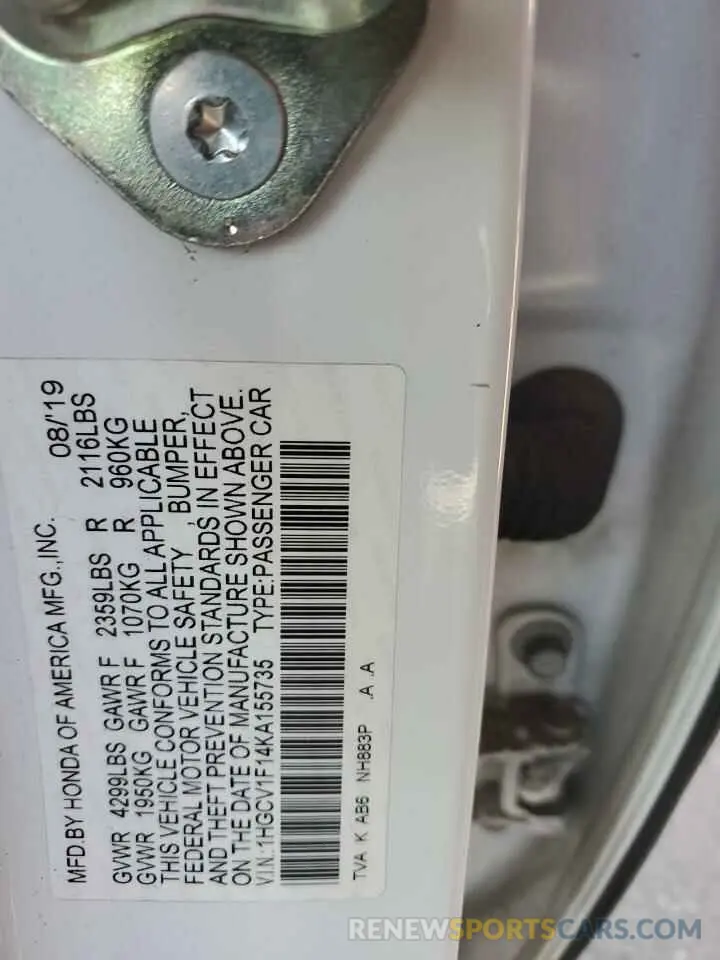 MFD.BY HONDA OF AMERICA MFG.,INC. 08/'19
GVWR 4299LBS GAWR F 2359LBS R 2116LBS
GVWR 1950KG GAWR F 1070KG R 960KG
THIS VEHICLE CONFORMS TO ALL APPLICABLE
FEDERAL MOTOR VEHICLE SAFETY , BUMPER,
AND THEFT PREVENTION STANDARDS IN EFFECT
ON THE DATE OF MANUFACTURE SHOWN ABOVE.
V.I.N.:1HGCV1F14KA155735 TYPE:PASSENGER CAR
TVA K AB6 NH883P .A .A
RENEWSPORTSCARS.COM